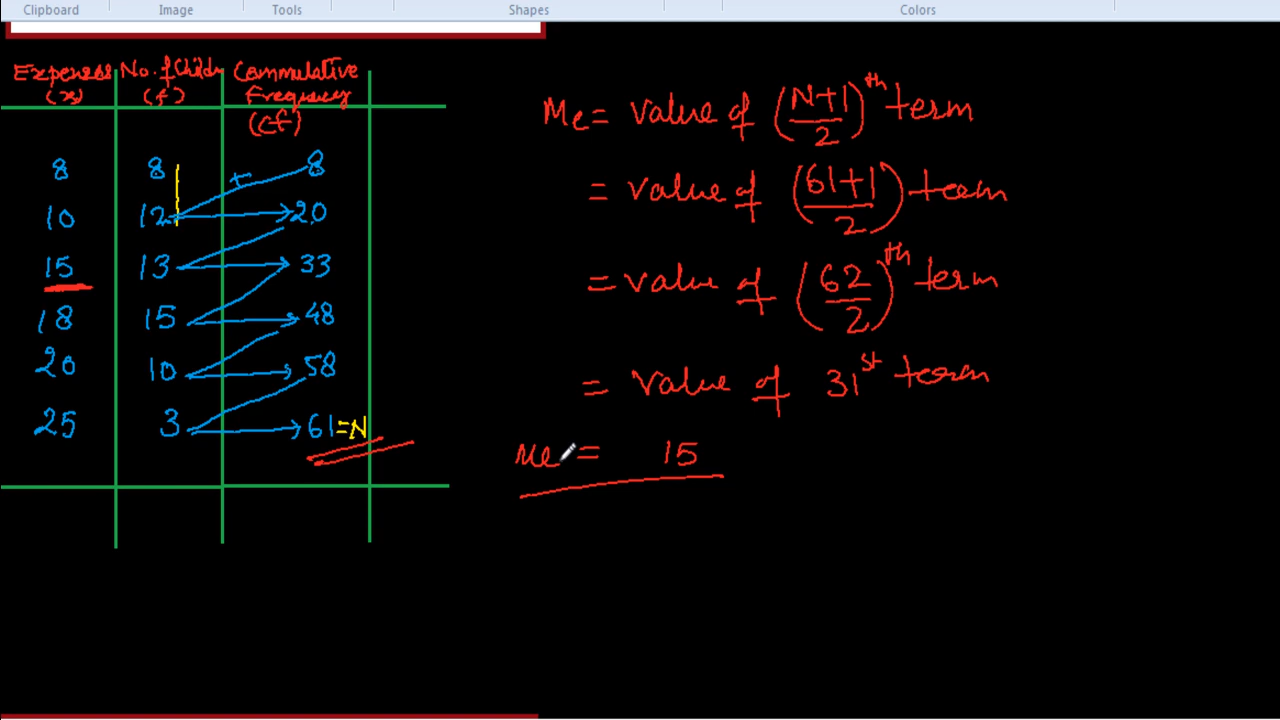 Clipboard Image Tools Shapes Colors
Expenses No. of Childn Commulative
(x) (f) Frequency
(cf)
8 8 + 8
10 12 20
15 13 33
18 15 48
20 10 58
25 3 61=N
Me = Value of (N+1/2)th term
= value of (61+1/2) term
= value of (62/2)th term
= value of 31st term
Me = 15